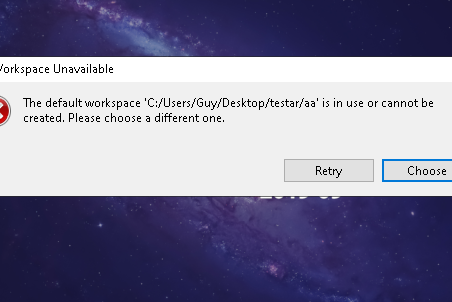 Workspace Unavailable
The default workspace 'C:/Users/Guy/Desktop/testar/aa' is in use or cannot be
created. Please choose a different one.
Retry
Choose